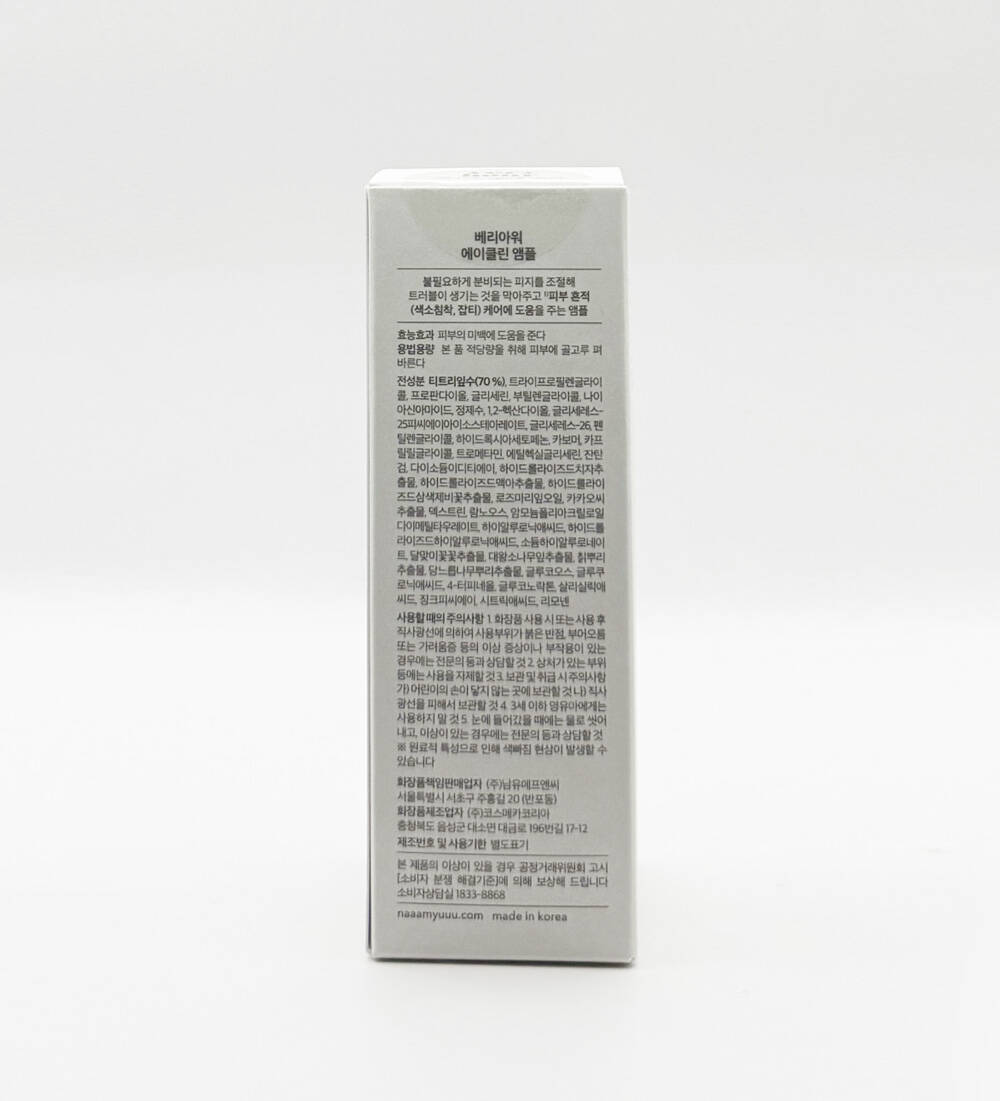 베리아워
에이클린 앰플
불필요하게 분비되는 피지를 조절해
트러블이 생기는 것을 막아주고 1)피부 흔적
(색소침착, 잡티) 케어에 도움을 주는 앰플
효능효과 피부의 미백에 도움을 준다
용법용량 본 품 적당량을 취해 피부에 골고루 펴
바른다
전성분 티트리잎수(70 %), 트라이프로필렌글라이
콜, 프로판다이올, 글리세린, 부틸렌글라이콜, 나이
아신아마이드, 정제수, 1,2-헥산다이올, 글리세레스-
25피씨에이아이소스테아레이트, 글리세레스-26, 펜
틸렌글라이콜, 하이드록시아세토페논, 카보머, 카프
릴릴글라이콜, 트로메타민, 에틸헥실글리세린, 잔탄
검, 다이소듐이디티에이, 하이드롤라이즈드치자추
출물, 하이드롤라이즈드맥아추출물, 하이드롤라이
즈드삼색제비꽃추출물, 로즈마리잎오일, 카카오씨
추출물, 덱스트린, 람노오스, 암모늄폴리아크릴로일
다이메틸타우레이트, 하이알루로닉애씨드, 하이드롤
라이즈드하이알루로닉애씨드, 소듐하이알루로네이
트, 달맞이꽃꽃추출물, 대왕소나무잎추출물, 칡뿌리
추출물, 당느릅나무뿌리추출물, 글루코오스, 글루쿠
로닉애씨드, 4-터피네올, 글루코노락톤, 살리실릭애
씨드, 징크피씨에이, 시트릭애씨드, 리모넨
사용할 때의 주의사항 1. 화장품 사용 시 또는 사용 후
직사광선에 의하여 사용부위가 붉은 반점, 부어오름
또는 가려움증 등의 이상 증상이나 부작용이 있는
경우에는 전문의 등과 상담할 것 2. 상처가 있는 부위
등에는 사용을 자제할 것 3. 보관 및 취급 시 주의사항
가) 어린이의 손이 닿지 않는 곳에 보관할 것 나) 직사
광선을 피해서 보관할 것 4. 3세 이하 영유아에게는
사용하지 말 것 5. 눈에 들어갔을 때에는 물로 씻어
내고, 이상이 있는 경우에는 전문의 등과 상담할 것
※ 원료적 특성으로 인해 색빠짐 현상이 발생할 수
있습니다
화장품책임판매업자 (주)남유에프앤씨
서울특별시 서초구 주흥길 20 (반포동)
화장품제조업자 (주)코스메카코리아
충청북도 음성군 대소면 대금로 196번길 17-12
제조번호 및 사용기한 별도표기
본 제품의 이상이 있을 경우 공정거래위원회 고시
[소비자 분쟁 해결기준]에 의해 보상해 드립니다
소비자상담실 1833-8868
naaamyuuu.com made in korea